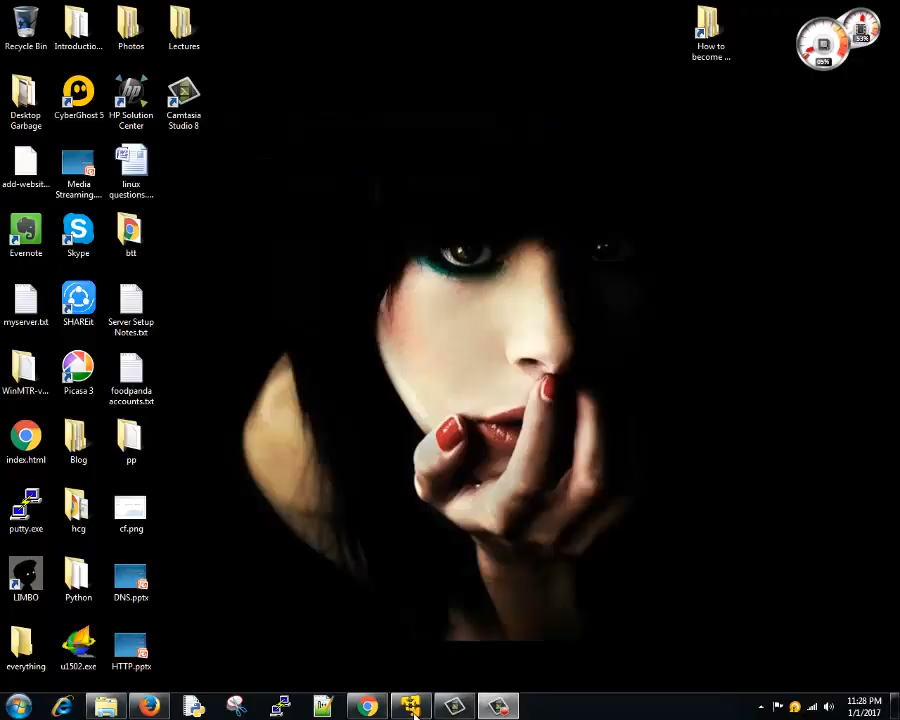 Recycle Bin
Introductio...
Photos
Lectures
How to
become ...
05%
53%
Desktop
Garbage
CyberGhost 5
HP Solution
Center
Camtasia
Studio 8
add-websit...
Media
Streaming....
linux
questions....
Evernote
Skype
btt
myserver.txt
SHAREit
Server Setup
Notes.txt
WinMTR-v...
Picasa 3
foodpanda
accounts.txt
index.html
Blog
pp
putty.exe
hcg
cf.png
LIMBO
Python
DNS.pptx
everything
u1502.exe
HTTP.pptx
11:28 PM
1/1/2017